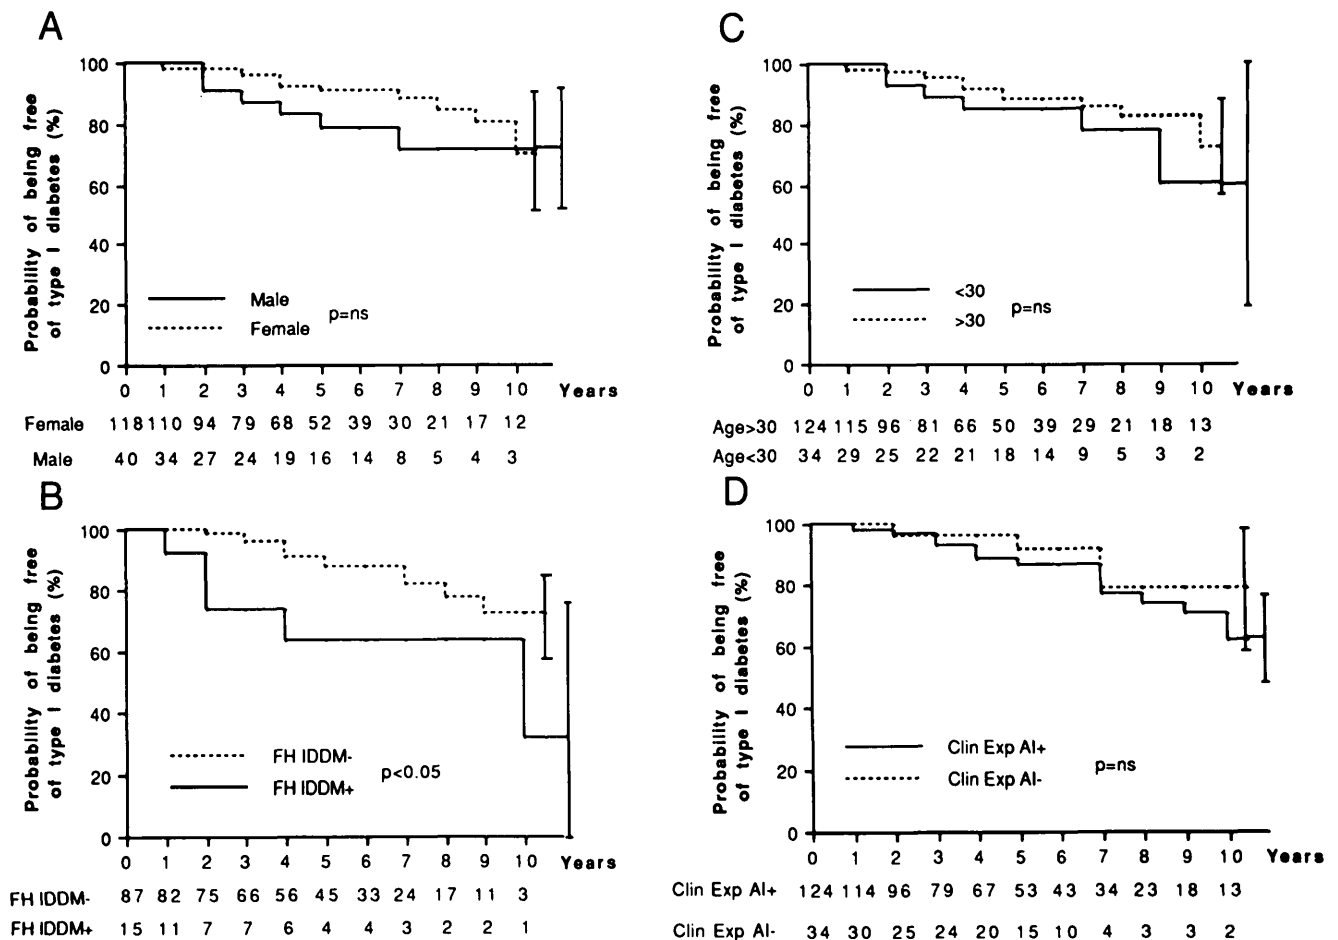 A
Probability of being free
of type I diabetes (%)
100
80
60
40
20
0
Male
Female
p=ns
0 1 2 3 4 5 6 7 8 9 10 Years
Female 118 110 94 79 68 52 39 30 21 17 12
Male 40 34 27 24 19 16 14 8 5 4 3
B
Probability of being free
of type I diabetes (%)
100
80
60
40
20
0
FH IDDM-
FH IDDM+
p<0.05
0 1 2 3 4 5 6 7 8 9 10 Years
FH IDDM- 87 82 75 66 56 45 33 24 17 11 3
FH IDDM+ 15 11 7 7 6 4 4 3 2 2 1
C
Probability of being free
of type I diabetes (%)
100
80
60
40
20
0
<30
>30
p=ns
0 1 2 3 4 5 6 7 8 9 10 Years
Age>30 124 115 96 81 66 50 39 29 21 18 13
Age<30 34 29 25 22 21 18 14 9 5 3 2
D
Probability of being free
of type I diabetes (%)
100
80
60
40
20
0
Clin Exp AI+
Clin Exp AI-
p=ns
0 1 2 3 4 5 6 7 8 9 10 Years
Clin Exp AI+ 124 114 96 79 67 53 43 34 23 18 13
Clin Exp AI- 34 30 25 24 20 15 10 4 3 3 2